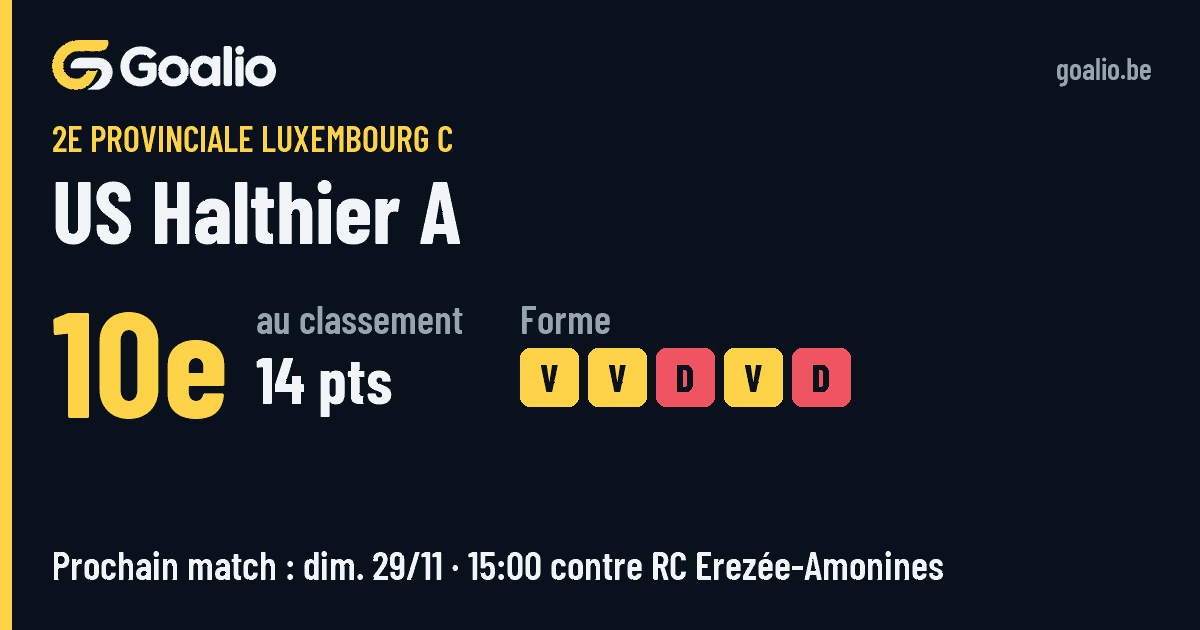 Goalio
goalio.be
2E PROVINCIALE LUXEMBOURG C
US Halthier A
10e
au classement
14 pts
Forme
V V D V D
Prochain match : dim. 29/11 · 15:00 contre RC Erezée-Amonines